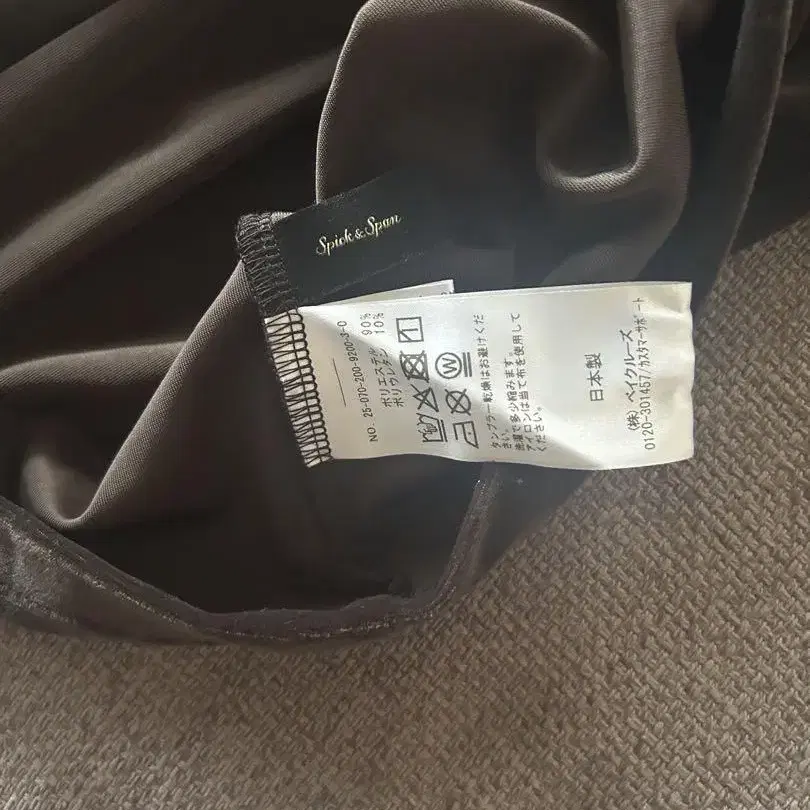 Spick&Span
NO. 25-070-200-9200-3-0
ポリエステル 90%
ポリウレタン 10%
1
W
タンブラー乾燥はお避けくだ
さい。
洗濯で多少縮みます。
アイロンは当て布を使用して
ください。
日本製
(株) ベイクルーズ
0120-301457/カスタマーサポート